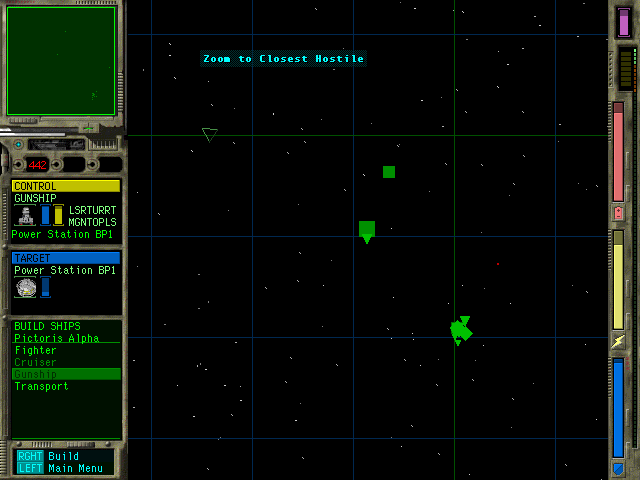 Zoom to Closest Hostile
442
CONTROL
GUNSHIP
LSRTURRT
MGNTOPLS
Power Station BP1
TARGET
Power Station BP1
BUILD SHIPS
Pictoris Alpha
Fighter
Cruiser
Gunship
Transport
RGHT Build
LEFT Main Menu